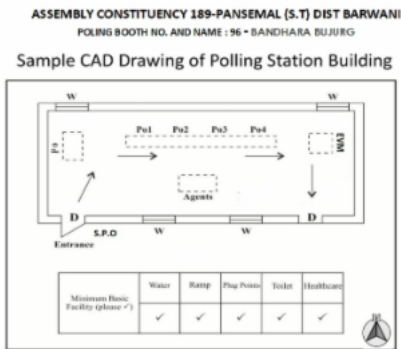 ASSEMBLY CONSTITUENCY 189-PANSEMAL (S.T) DIST BARWANI
POLING BOOTH NO. AND NAME : 96 - BANDHARA BUJURG
Sample CAD Drawing of Polling Station Building
W W
Po1 Po2 Po3 Po4
Po
EVM
Agents
D D
S.P.O W W
Entrance
Water Ramp Plug Points Toilet Healthcare
Minimum Basic
Facility (please ✓)
✓ ✓ ✓ ✓ ✓